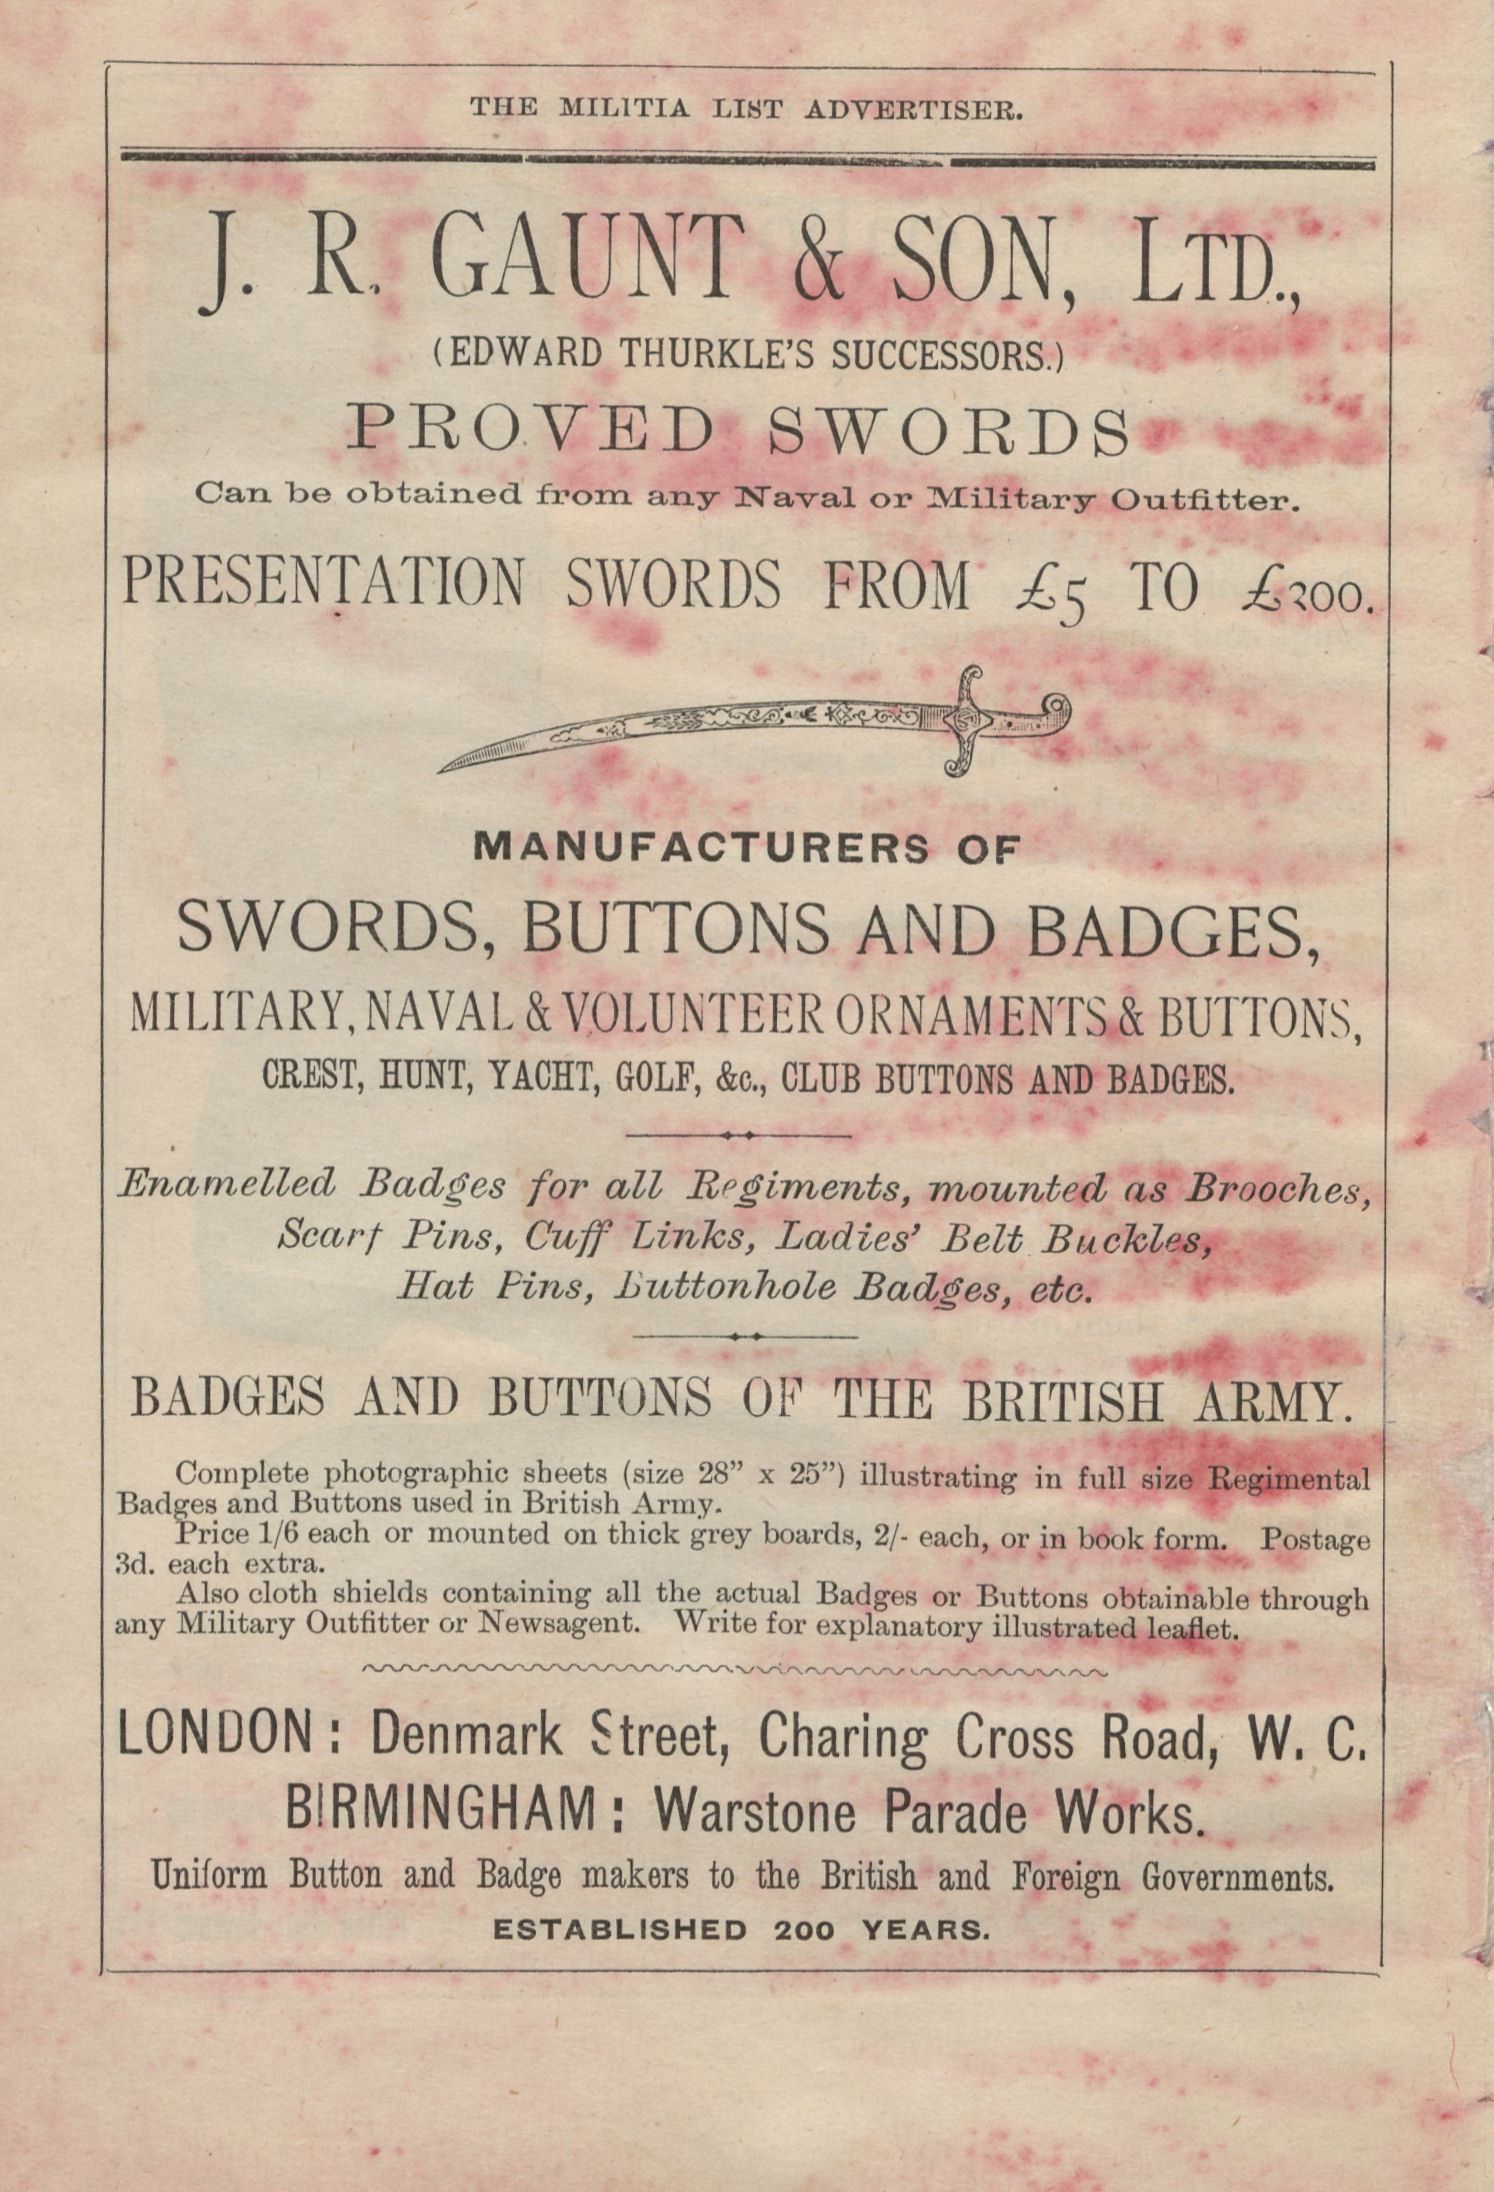 THE MILITIA LIST ADVERTISER.
J. R. GAUNT & SON, LTD.,
(EDWARD THURKLE'S SUCCESSORS.)
PROVED SWORDS
Can be obtained from any Naval or Military Outfitter.
PRESENTATION SWORDS FROM £5 TO £200.
MANUFACTURERS OF
SWORDS, BUTTONS AND BADGES,
MILITARY, NAVAL & VOLUNTEER ORNAMENTS & BUTTONS,
CREST, HUNT, YACHT, GOLF, &c., CLUB BUTTONS AND BADGES.
Enamelled Badges for all Regiments, mounted as Brooches,
Scarf Pins, Cuff Links, Ladies' Belt Buckles,
Hat Pins, Buttonhole Badges, etc.
BADGES AND BUTTONS OF THE BRITISH ARMY.
Complete photographic sheets (size 28” x 25”) illustrating in full size Regimental
Badges and Buttons used in British Army.
Price 1/6 each or mounted on thick grey boards, 2/- each, or in book form. Postage
3d. each extra.
Also cloth shields containing all the actual Badges or Buttons obtainable through
any Military Outfitter or Newsagent. Write for explanatory illustrated leaflet.
LONDON: Denmark Street, Charing Cross Road, W. C.
BIRMINGHAM: Warstone Parade Works.
Uniform Button and Badge makers to the British and Foreign Governments.
ESTABLISHED 200 YEARS.